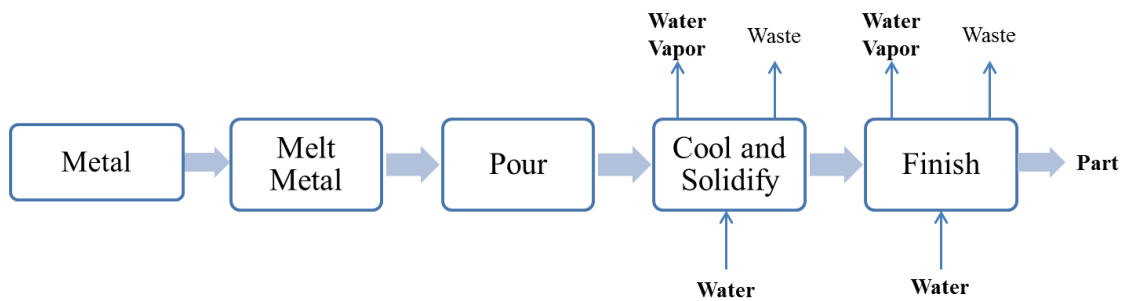 Water
Vapor
Waste
Water
Vapor
Waste
Metal
Melt
Metal
Pour
Cool and
Solidify
Finish
Part
Water
Water